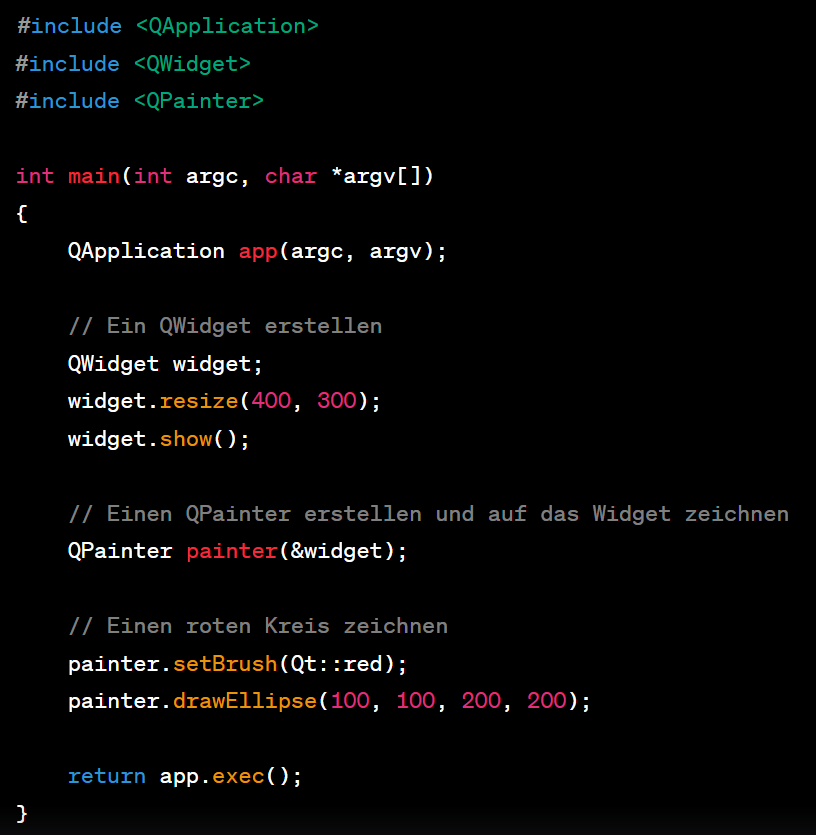 #include <QApplication>
#include <QWidget>
#include <QPainter>
int main(int argc, char *argv[])
{
QApplication app(argc, argv);
// Ein QWidget erstellen
QWidget widget;
widget.resize(400, 300);
widget.show();
// Einen QPainter erstellen und auf das Widget zeichnen
QPainter painter(&widget);
// Einen roten Kreis zeichnen
painter.setBrush(Qt::red);
painter.drawEllipse(100, 100, 200, 200);
return app.exec();
}